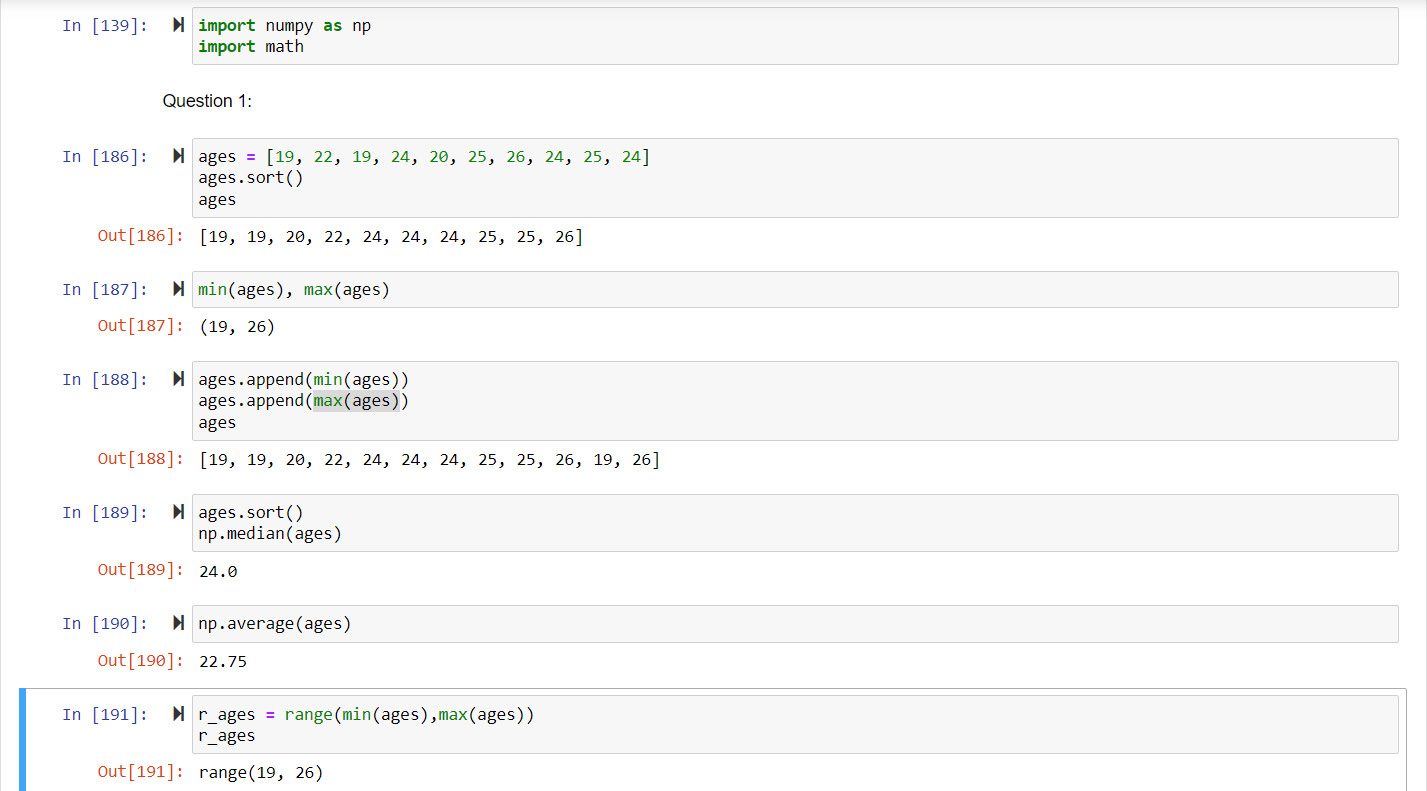 In [139]: import numpy as np
import math
Question 1:
In [186]: ages = [19, 22, 19, 24, 20, 25, 26, 24, 25, 24]
ages.sort()
ages
Out[186]: [19, 19, 20, 22, 24, 24, 24, 25, 25, 26]
In [187]: min(ages), max(ages)
Out[187]: (19, 26)
In [188]: ages.append(min(ages))
ages.append(max(ages))
ages
Out[188]: [19, 19, 20, 22, 24, 24, 24, 25, 25, 26, 19, 26]
In [189]: ages.sort()
np.median(ages)
Out[189]: 24.0
In [190]: np.average(ages)
Out[190]: 22.75
In [191]: r_ages = range(min(ages),max(ages))
r_ages
Out[191]: range(19, 26)